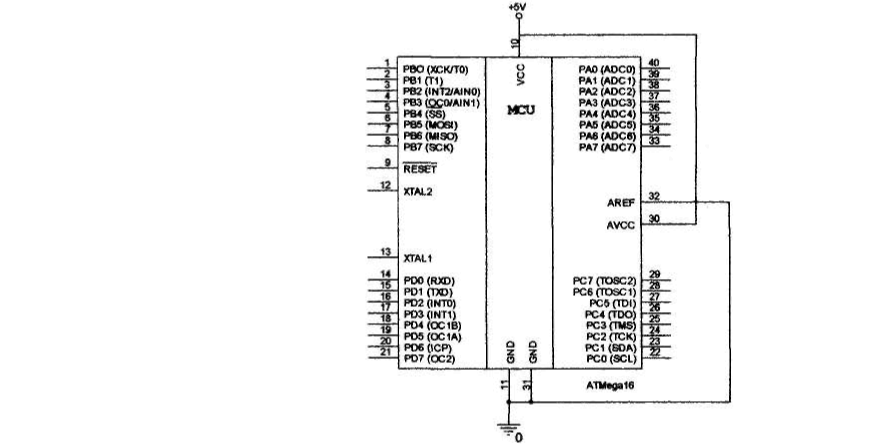 +5V
10
VCC
MCU
1 PB0 (XCK/T0)
2 PB1 (T1)
3 PB2 (INT2/AIN0)
4 PB3 (OC0/AIN1)
5 PB4 (SS)
6 PB5 (MOSI)
7 PB6 (MISO)
8 PB7 (SCK)
9 RESET
12 XTAL2
13 XTAL1
14 PD0 (RXD)
15 PD1 (TXD)
16 PD2 (INT0)
17 PD3 (INT1)
18 PD4 (OC1B)
19 PD5 (OC1A)
20 PD6 (ICP)
21 PD7 (OC2)
PA0 (ADC0) 40
PA1 (ADC1) 39
PA2 (ADC2) 38
PA3 (ADC3) 37
PA4 (ADC4) 36
PA5 (ADC5) 35
PA6 (ADC6) 34
PA7 (ADC7) 33
AREF 32
AVCC 30
PC7 (TOSC2) 29
PC6 (TOSC1) 28
PC5 (TDI) 27
PC4 (TDO) 26
PC3 (TMS) 25
PC2 (TCK) 24
PC1 (SDA) 23
PC0 (SCL) 22
GND GND
11 31
ATMega16
0